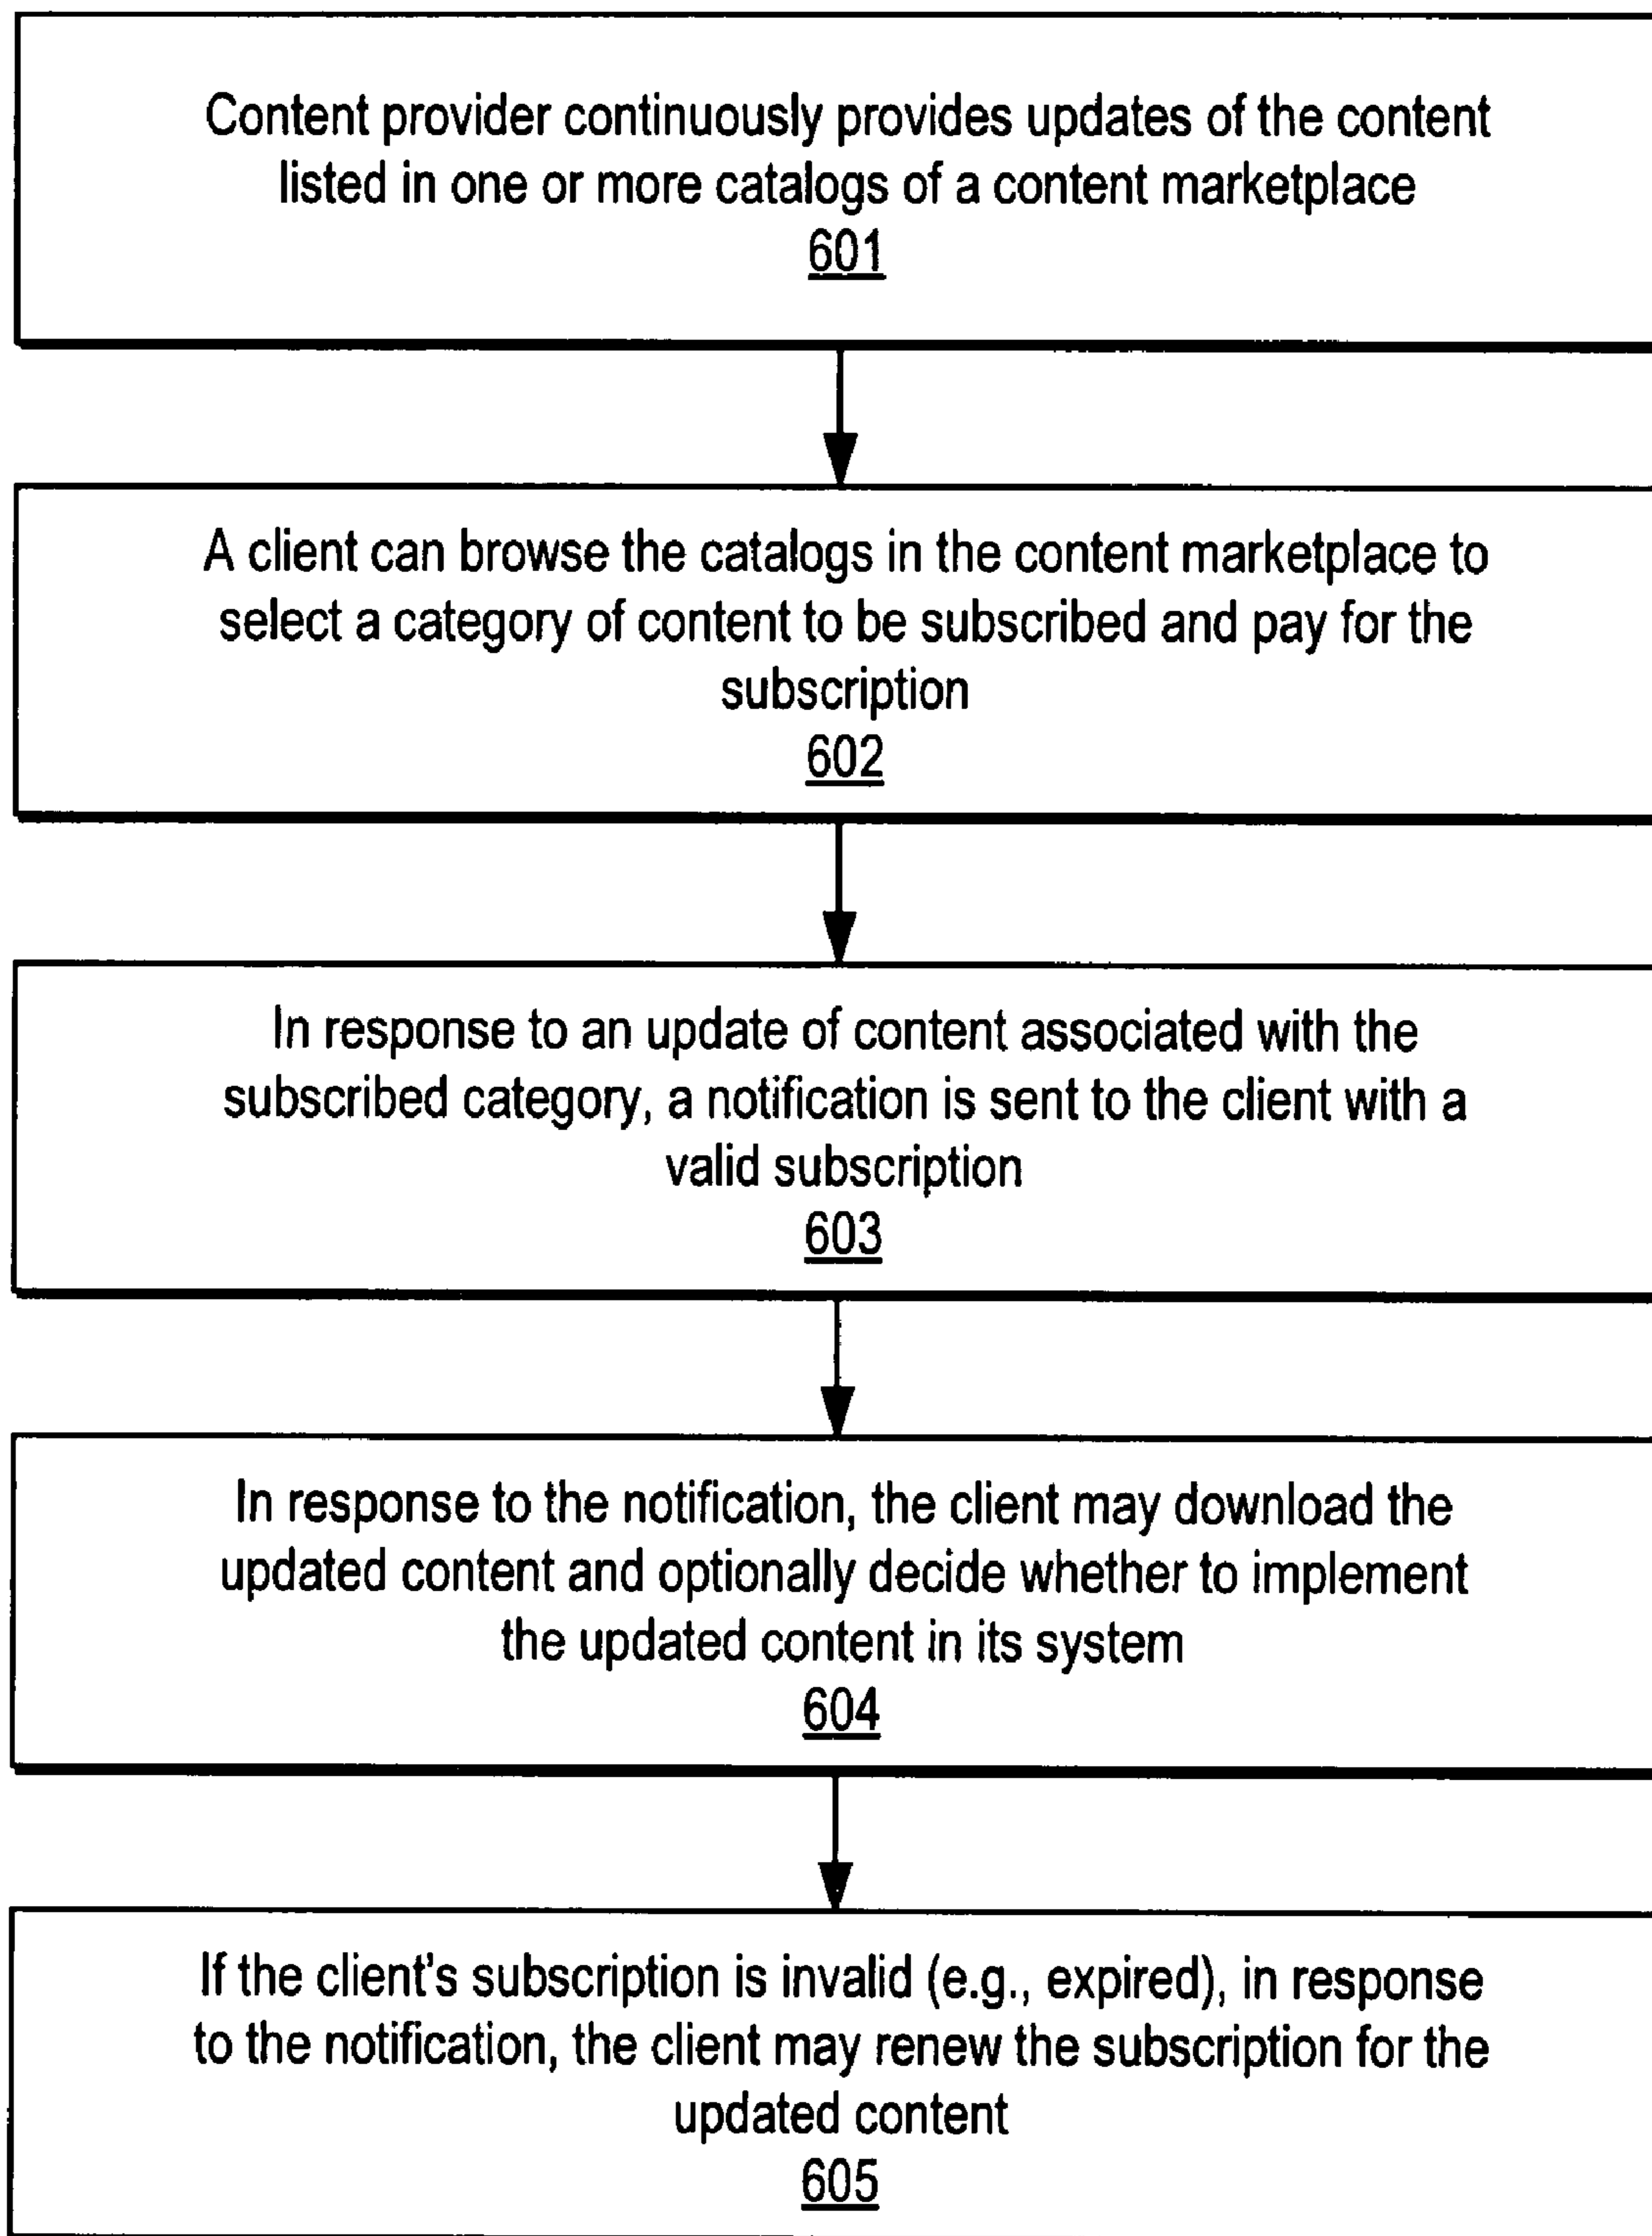 Content provider continuously provides updates of the content
listed in one or more catalogs of a content marketplace
601
A client can browse the catalogs in the content marketplace to
select a category of content to be subscribed and pay for the
subscription
602
In response to an update of content associated with the
subscribed category, a notification is sent to the client with a
valid subscription
603
In response to the notification, the client may download the
updated content and optionally decide whether to implement
the updated content in its system
604
If the client's subscription is invalid (e.g., expired), in response
to the notification, the client may renew the subscription for the
updated content
605